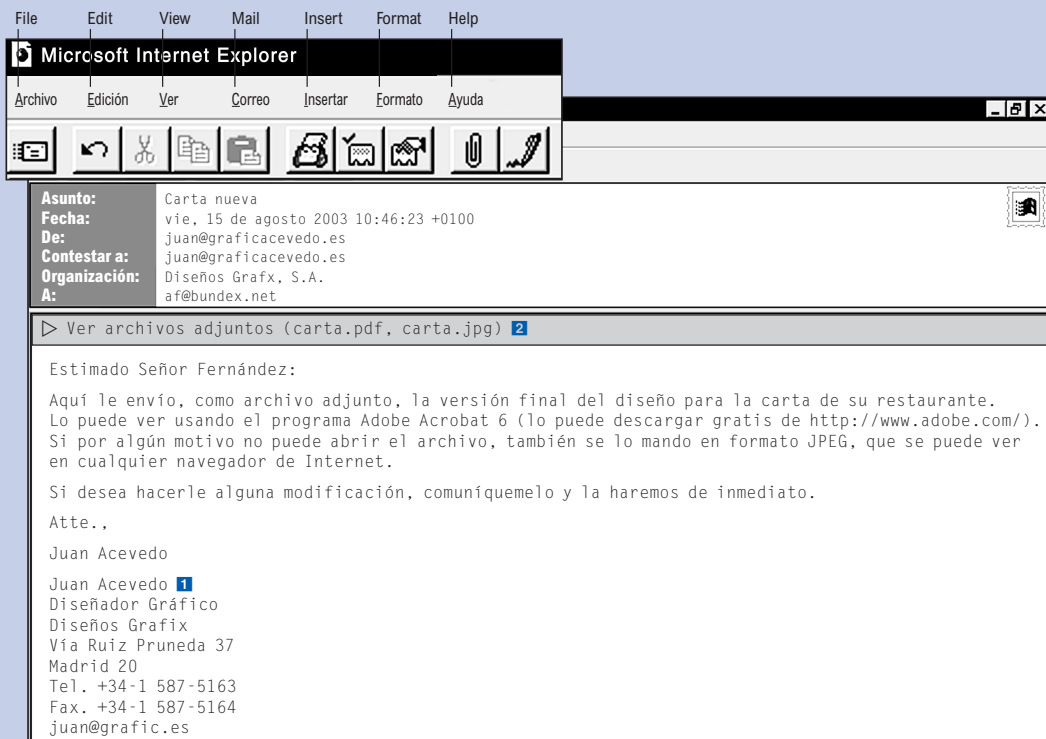 File Edit View Mail Insert Format Help
Microsoft Internet Explorer
Archivo Edición Ver Correo Insertar Formato Ayuda
Asunto: Carta nueva
Fecha: vie, 15 de agosto 2003 10:46:23 +0100
De: juan@graficacevedo.es
Contestar a: juan@graficacevedo.es
Organización: Diseños Grafx, S.A.
A: af@bundex.net
Ver archivos adjuntos (carta.pdf, carta.jpg) 2
Estimado Señor Fernández:
Aquí le envío, como archivo adjunto, la versión final del diseño para la carta de su restaurante.
Lo puede ver usando el programa Adobe Acrobat 6 (lo puede descargar gratis de http://www.adobe.com/).
Si por algún motivo no puede abrir el archivo, también se lo mando en formato JPEG, que se puede ver
en cualquier navegador de Internet.
Si desea hacerle alguna modificación, comuníquemelo y la haremos de inmediato.
Atte.,
Juan Acevedo
Juan Acevedo 1
Diseñador Gráfico
Diseños Grafix
Vía Ruiz Pruneda 37
Madrid 20
Tel. +34-1 587-5163
Fax. +34-1 587-5164
juan@grafic.es